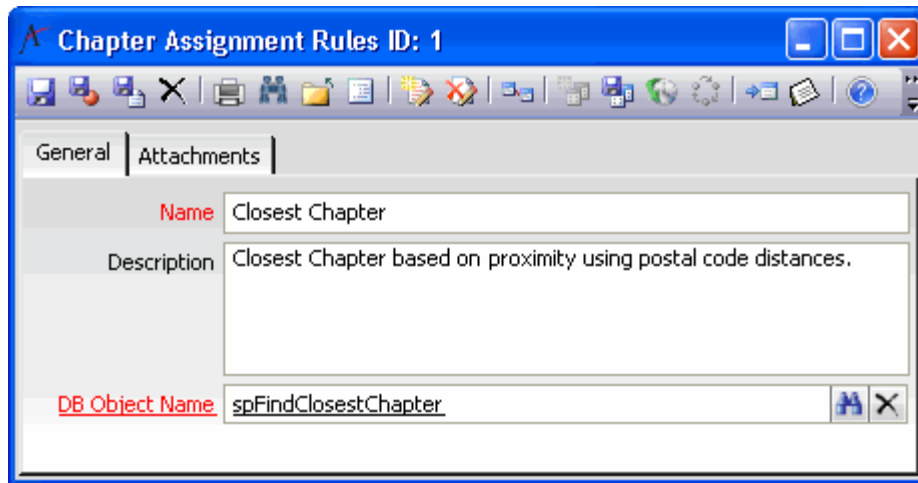 Chapter Assignment Rules ID: 1
General
Attachments
Name
Closest Chapter
Description
Closest Chapter based on proximity using postal code distances.
DB Object Name
spFindClosestChapter